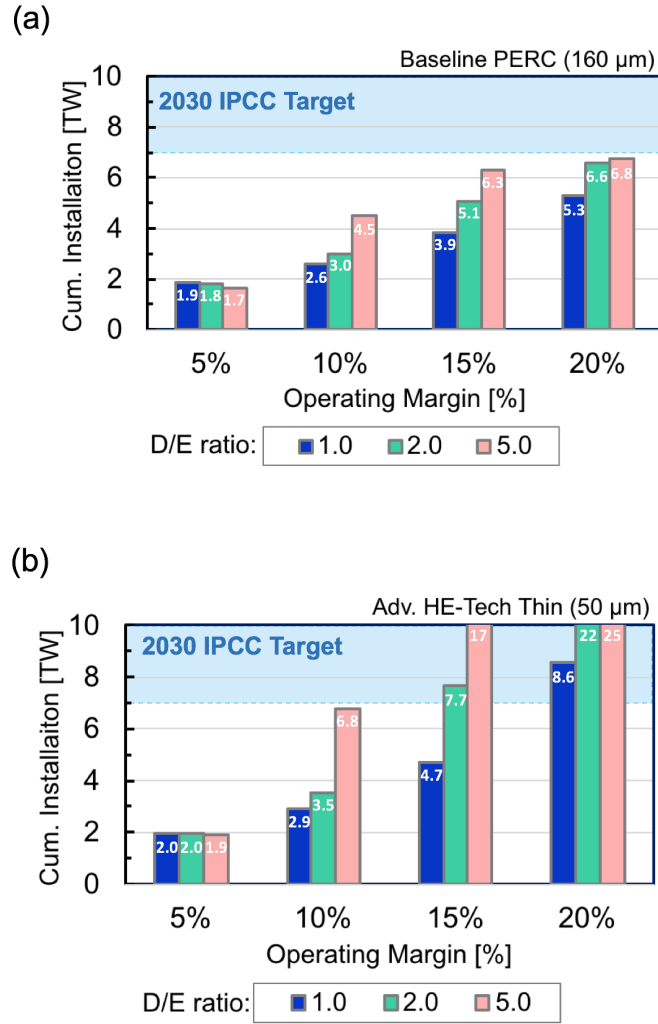 (a)
Baseline PERC (160 µm)
Cum. Installaiton [TW]
10
8
6
4
2
0
2030 IPCC Target
1.9 1.8 1.7
2.6 3.0 4.5
3.9 5.1 6.3
5.3 6.6 6.8
5% 10% 15% 20%
Operating Margin [%]
D/E ratio: 1.0 2.0 5.0
(b)
Adv. HE-Tech Thin (50 µm)
Cum. Installaiton [TW]
10
8
6
4
2
0
2030 IPCC Target
2.0 2.0 1.9
2.9 3.5 6.8
4.7 7.7 17
8.6 22 25
5% 10% 15% 20%
Operating Margin [%]
D/E ratio: 1.0 2.0 5.0